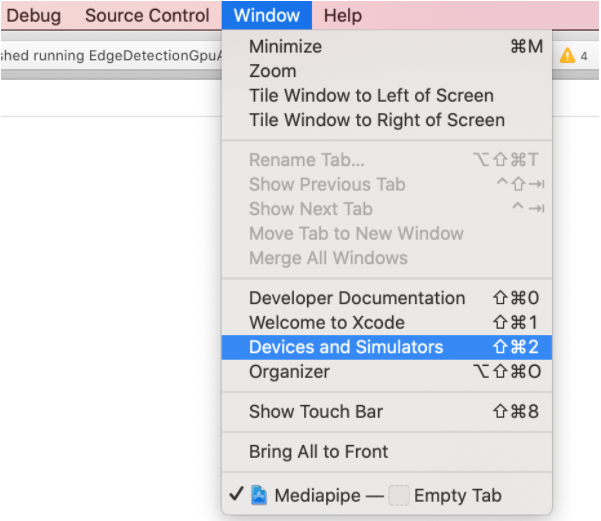 Debug Source Control Window Help
shed running EdgeDetectionGpuA
4
Minimize ⌘M
Zoom
Tile Window to Left of Screen
Tile Window to Right of Screen
Rename Tab... ⌥⇧⌘T
Show Previous Tab ^⇧⇥
Show Next Tab ^⇥
Move Tab to New Window
Merge All Windows
Developer Documentation ⇧⌘0
Welcome to Xcode ⇧⌘1
Devices and Simulators ⇧⌘2
Organizer ⌥⇧⌘O
Show Touch Bar ⇧⌘8
Bring All to Front
✓ Mediapipe — Empty Tab